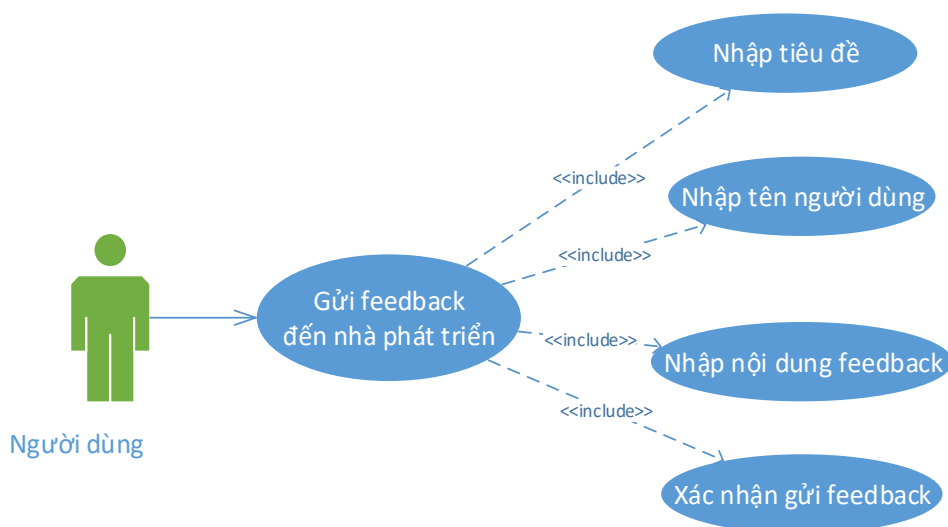 Nhập tiêu đề
<<include>>
Nhập tên người dùng
<<include>>
Gửi feedback
đến nhà phát triển
<<include>>
Nhập nội dung feedback
<<include>>
Người dùng
Xác nhận gửi feedback